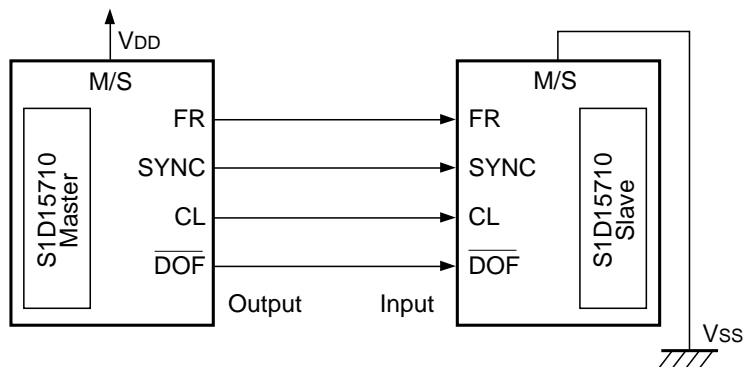 VDD
M/S
S1D15710
Master
FR
SYNC
CL
DOF
Output
Input
M/S
FR
SYNC
CL
DOF
S1D15710
Slave
VSS